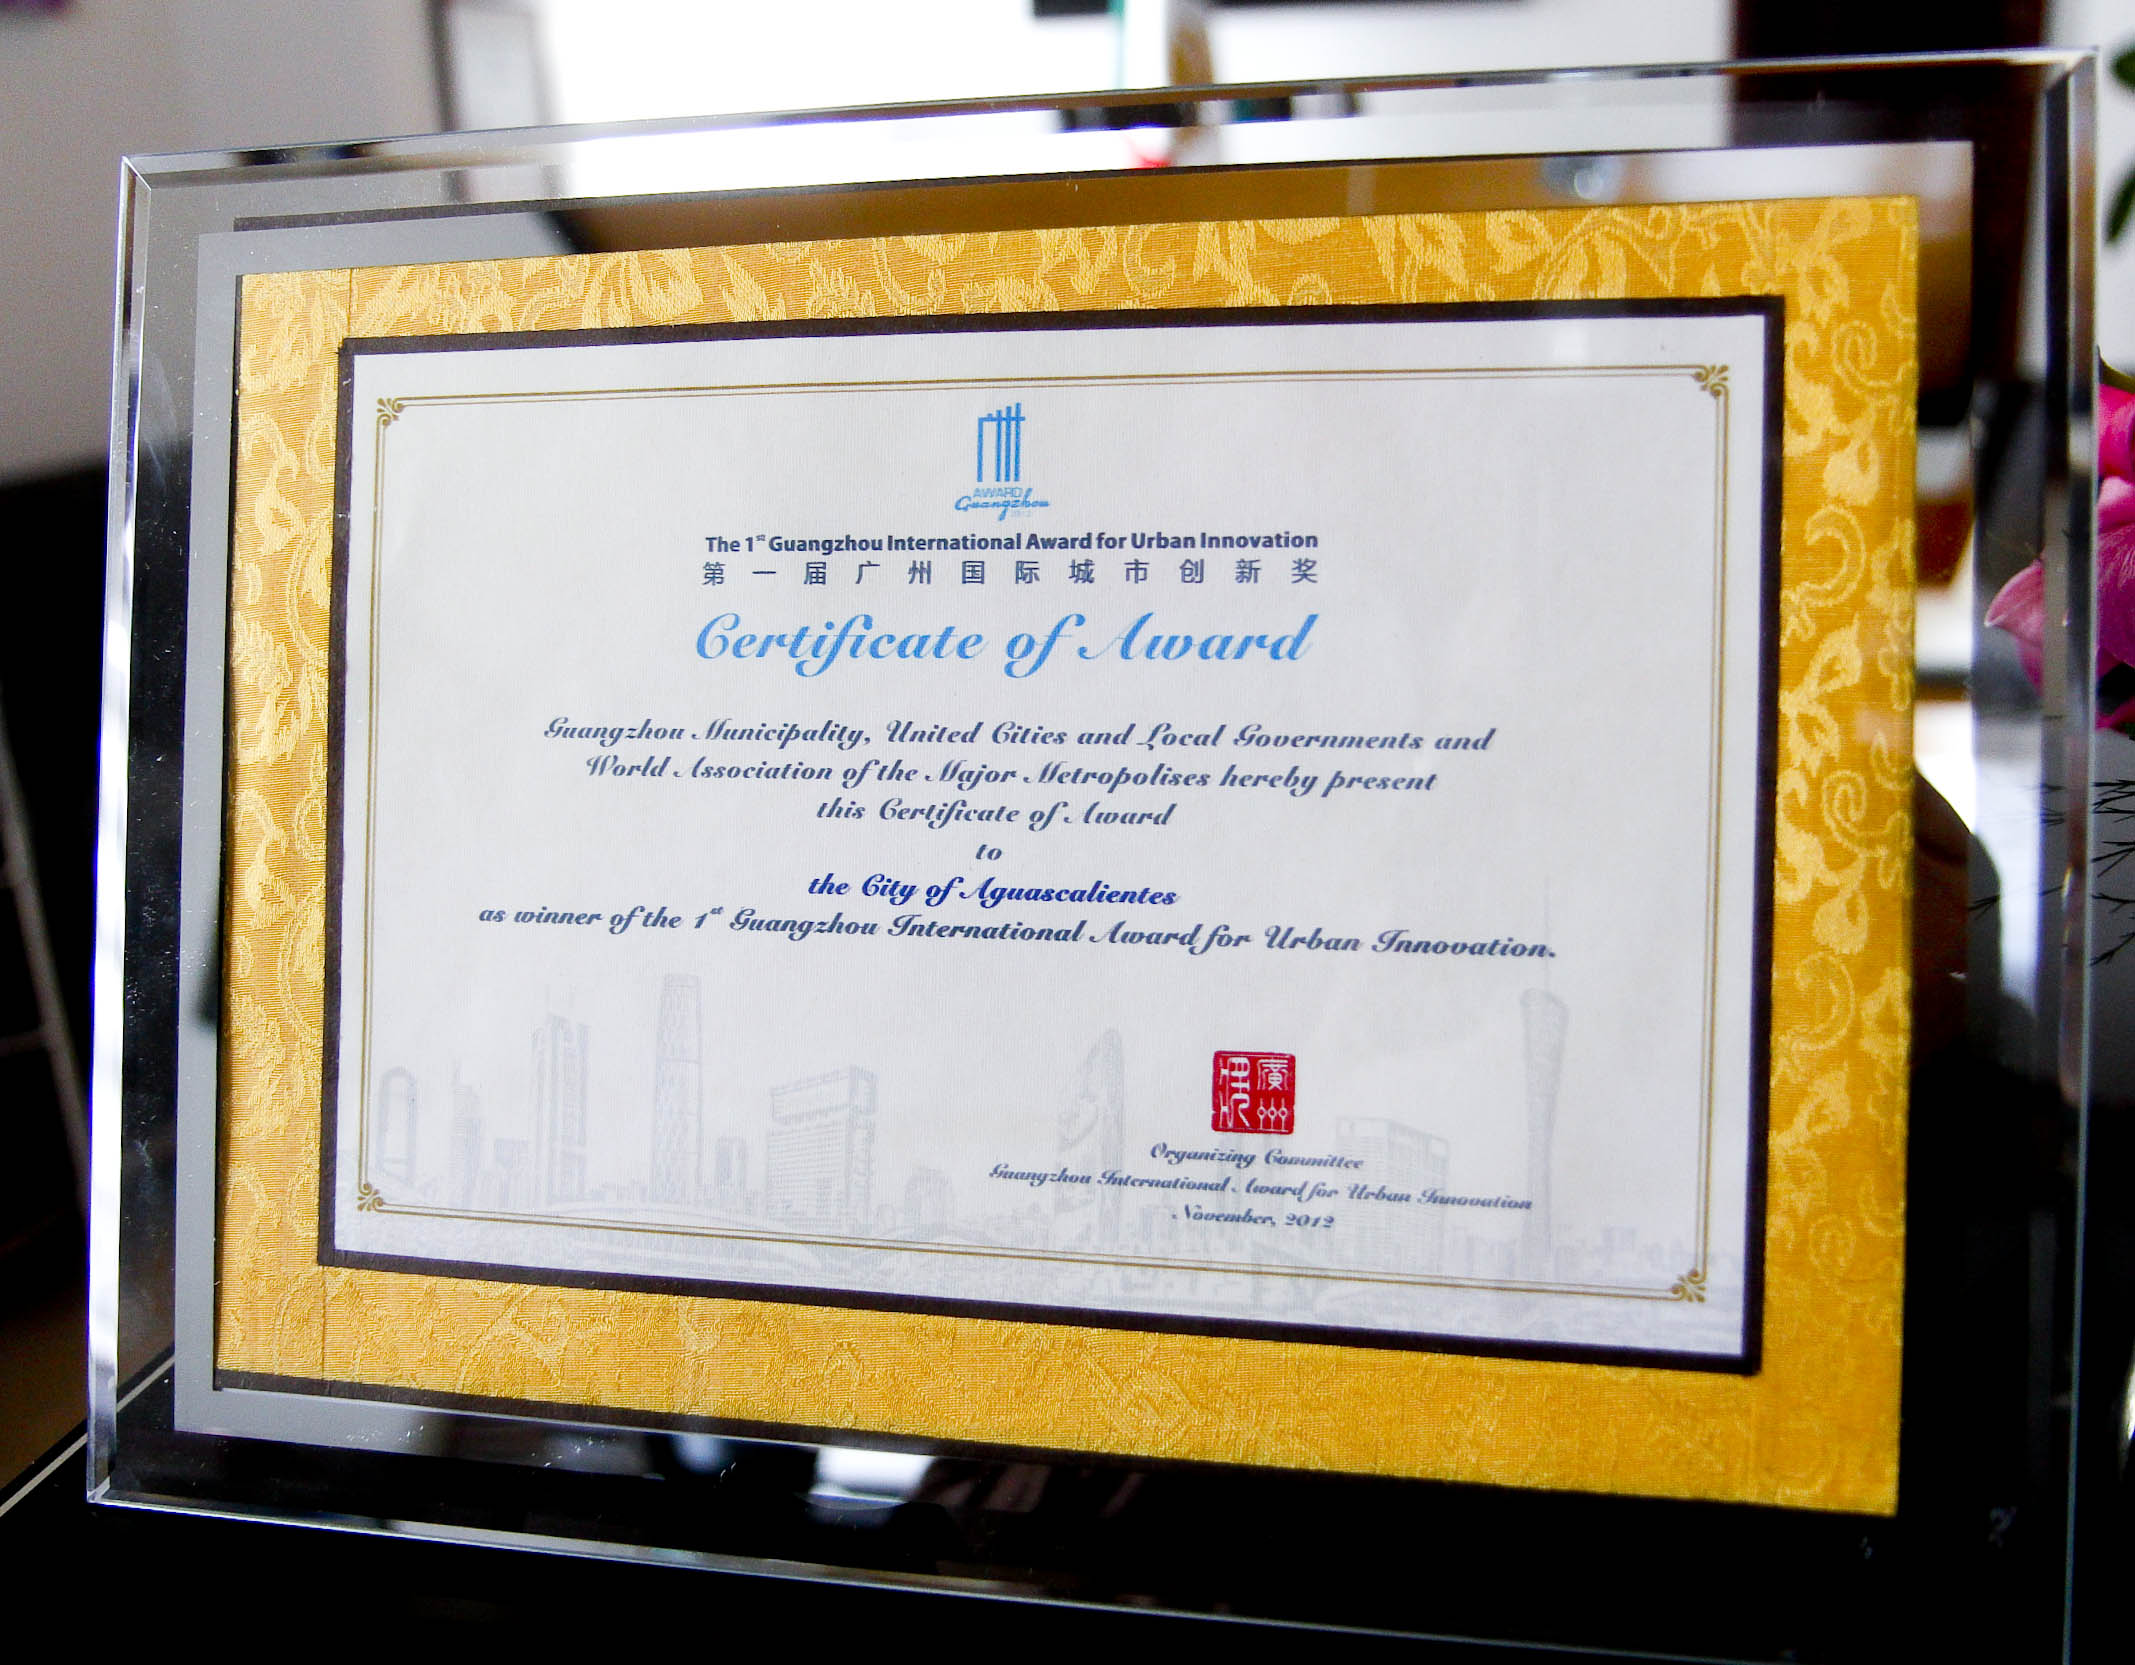 AWARD
Guangzhou
2012
The 1st Guangzhou International Award for Urban Innovation
第一届广州国际城市创新奖
Certificate of Award
Guangzhou Municipality, United Cities and Local Governments and
World Association of the Major Metropolises hereby present
this Certificate of Award
to
the City of Aguascalientes
as winner of the 1st Guangzhou International Award for Urban Innovation.
Organizing Committee
Guangzhou International Award for Urban Innovation
November, 2012